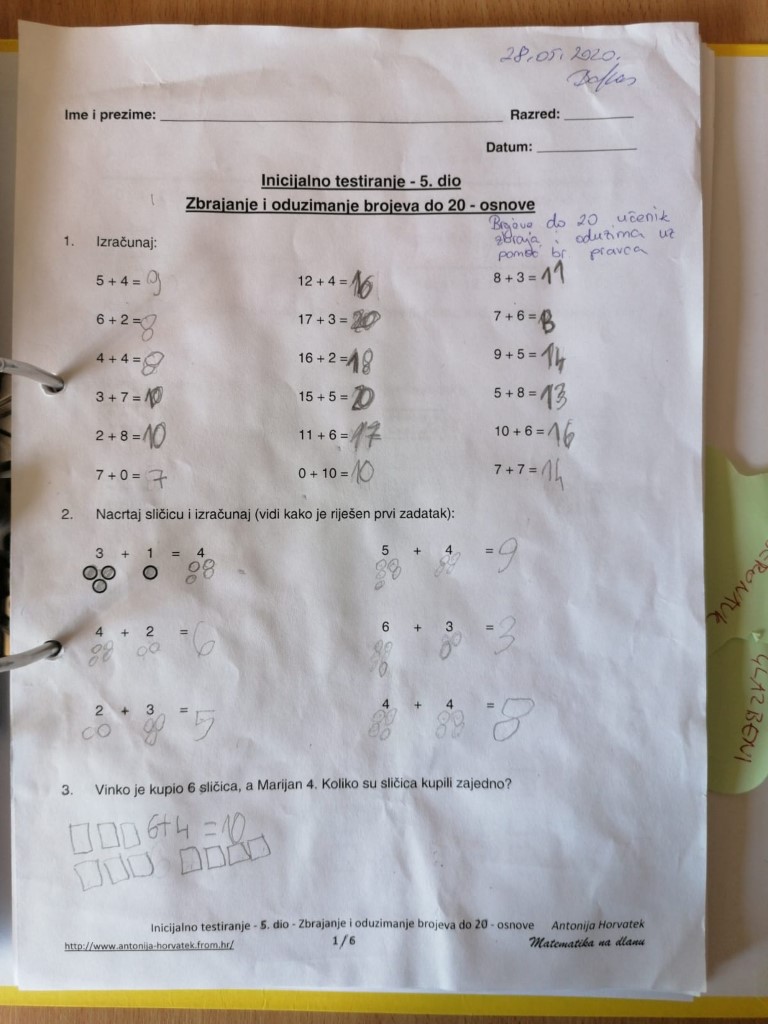 28.05.2020.
Ime i prezime: ____________ Razred: ________
Datum: ____________
Inicijalno testiranje - 5. dio
Zbrajanje i oduzimanje brojeva do 20 - osnove
Brojeve do 20 učenik
zbraja i oduzima uz
pomoć br pravca
1. Izračunaj:
5 + 4 = 9 12 + 4 = 16 8 + 3 = 11
6 + 2 = 8 17 + 3 = 20 7 + 6 = 13
4 + 4 = 8 16 + 2 = 18 9 + 5 = 14
3 + 7 = 10 15 + 5 = 20 5 + 8 = 13
2 + 8 = 10 11 + 6 = 17 10 + 6 = 16
7 + 0 = 7 0 + 10 = 10 7 + 7 = 14
2. Nacrtaj sličicu i izračunaj (vidi kako je riješen prvi zadatak):
3 + 1 = 4 5 + 4 = 9
4 + 2 = 6 6 + 3 = 3
2 + 3 = 5 4 + 4 = 8
3. Vinko je kupio 6 sličica, a Marijan 4. Koliko su sličica kupili zajedno?
6+4 = 10
Inicijalno testiranje - 5. dio - Zbrajanje i oduzimanje brojeva do 20 - osnove Antonija Horvatek
http://www.antonija-horvatek.from.hr/ 1 / 6 Matematika na dlanu